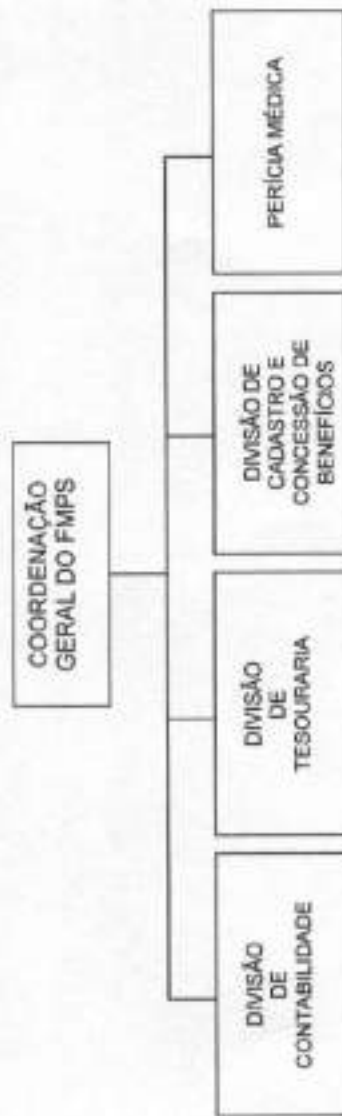 COORDENAÇÃO
GERAL DO FMPS
DIVISÃO
DE
CONTABILIDADE
DIVISÃO
DE
TESOURARIA
DIVISÃO DE
CADASTRO E
CONCESSÃO DE
BENEFÍCIOS
PERÍCIA MÉDICA